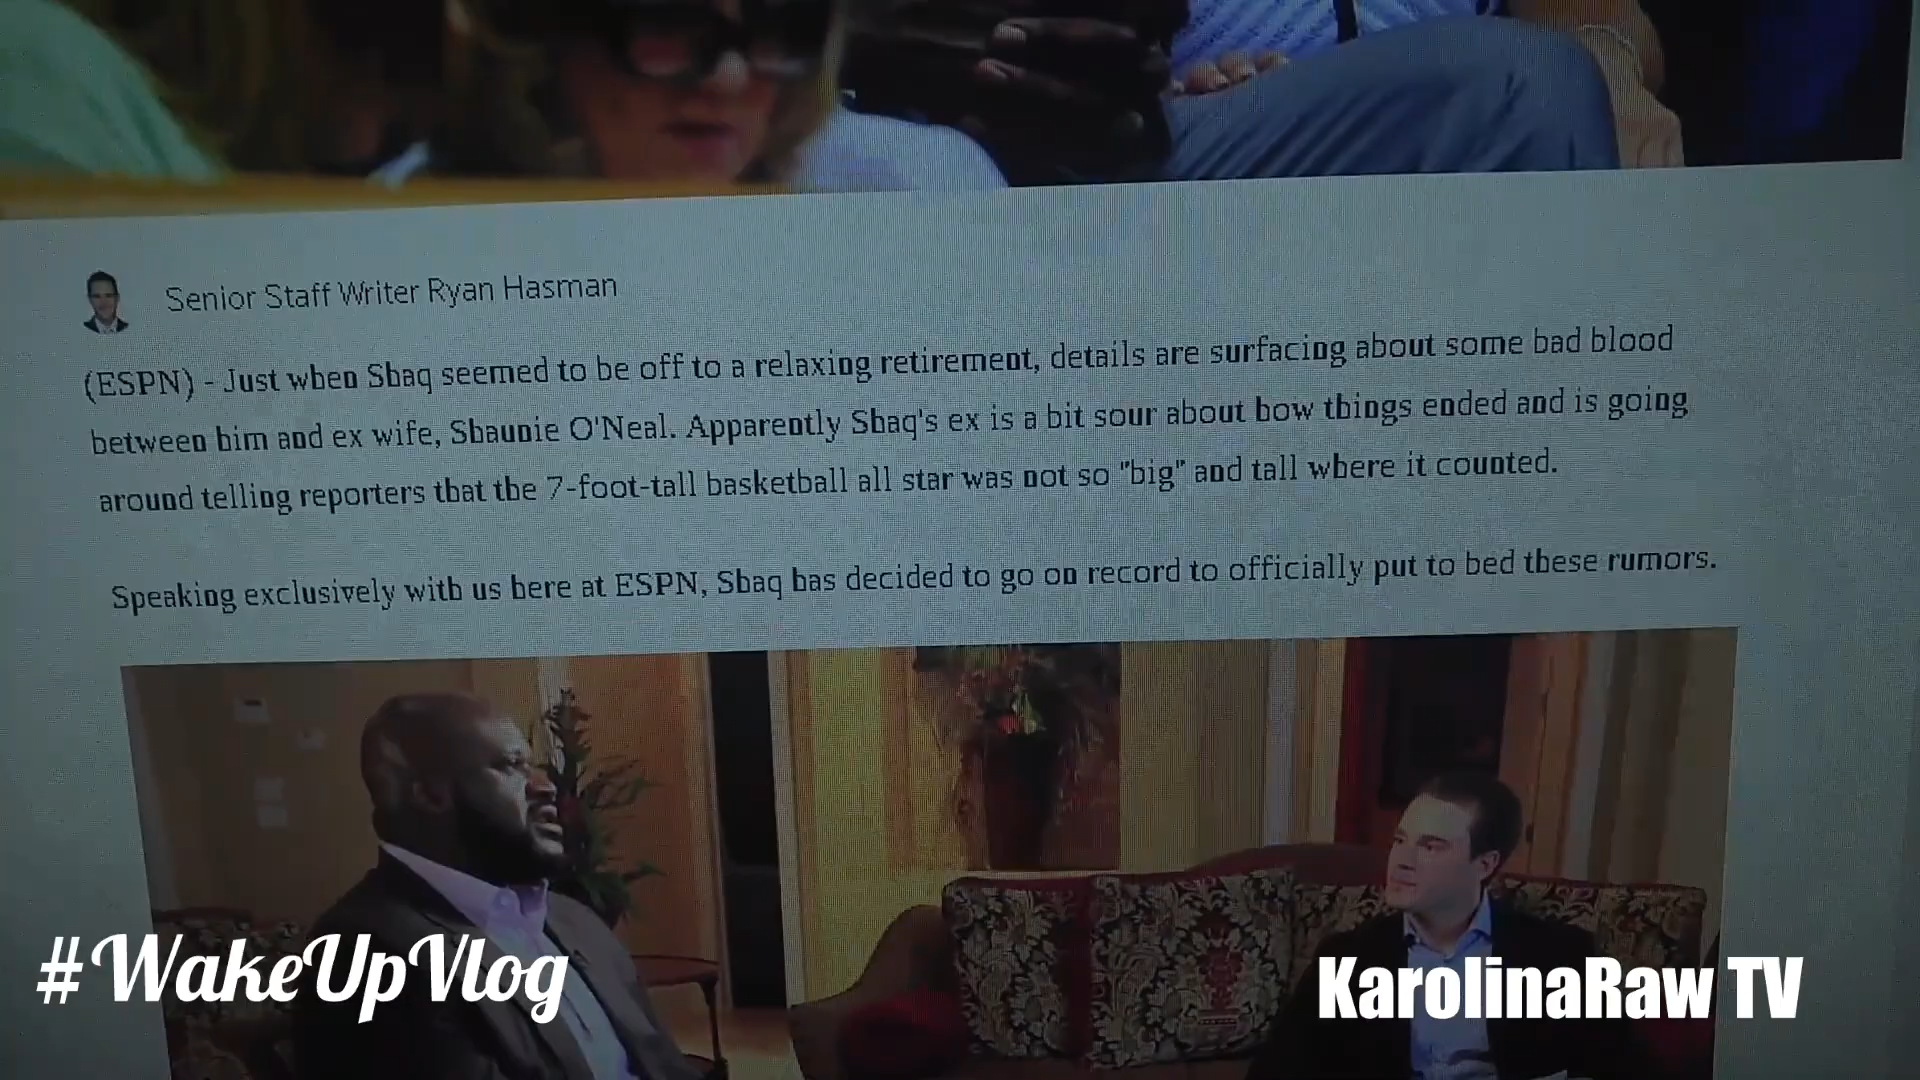 Senior Staff Writer Ryan Hasman
(ESPN) - Just when Shaq seemed to be off to a relaxing retirement, details are surfacing about some bad blood
between him and ex wife, Shaunie O'Neal. Apparently Shaq's ex is a bit sour about how things ended and is going
around telling reporters that the 7-foot-tall basketball all star was not so "big" and tall where it counted.
Speaking exclusively with us here at ESPN, Shaq has decided to go on record to officially put to bed these rumors.
#WakeUpVlog
KarolinaRaw TV